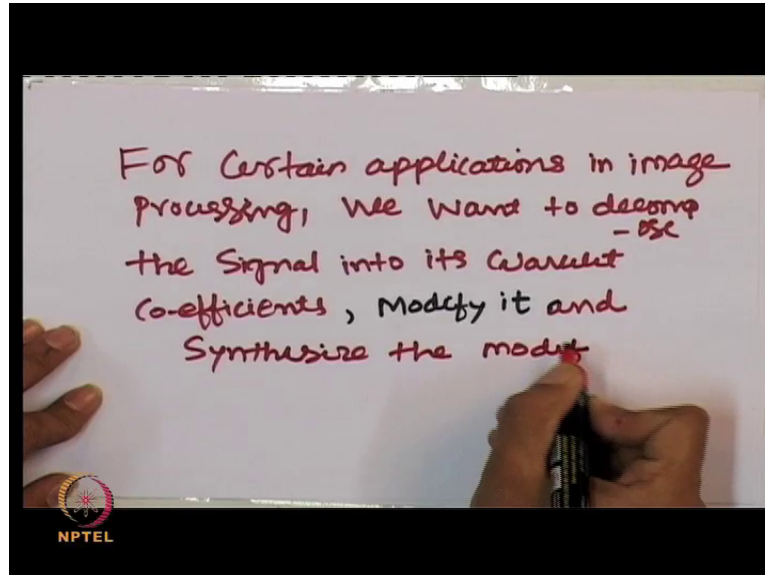 For Certain applications in image
processing, we want to decomp
-ose
the Signal into its wavelet
Co-efficients, Modify it and
Synthesize the modif
NPTEL